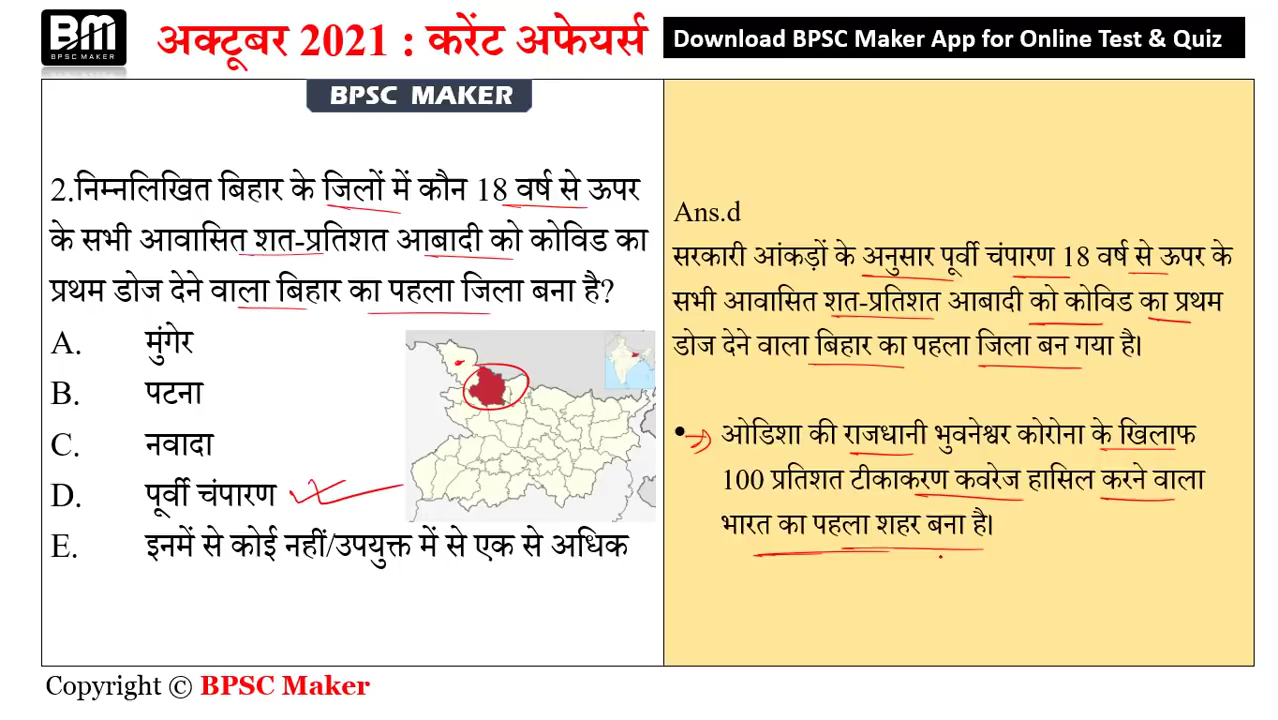 BM
BPSC MAKER
अक्टूबर 2021 : करेंट अफेयर्स
Download BPSC Maker App for Online Test & Quiz
BPSC MAKER
2.निम्नलिखित बिहार के जिलों में कौन 18 वर्ष से ऊपर
के सभी आवासित शत-प्रतिशत आबादी को कोविड का
प्रथम डोज देने वाला बिहार का पहला जिला बना है?
A. मुंगेर
B. पटना
C. नवादा
D. पूर्वी चंपारण
E. इनमें से कोई नहीं/उपयुक्त में से एक से अधिक
Ans.d
सरकारी आंकड़ों के अनुसार पूर्वी चंपारण 18 वर्ष से ऊपर के
सभी आवासित शत-प्रतिशत आबादी को कोविड का प्रथम
डोज देने वाला बिहार का पहला जिला बन गया है।
• ओडिशा की राजधानी भुवनेश्वर कोरोना के खिलाफ
100 प्रतिशत टीकाकरण कवरेज हासिल करने वाला
भारत का पहला शहर बना है।
Copyright © BPSC Maker